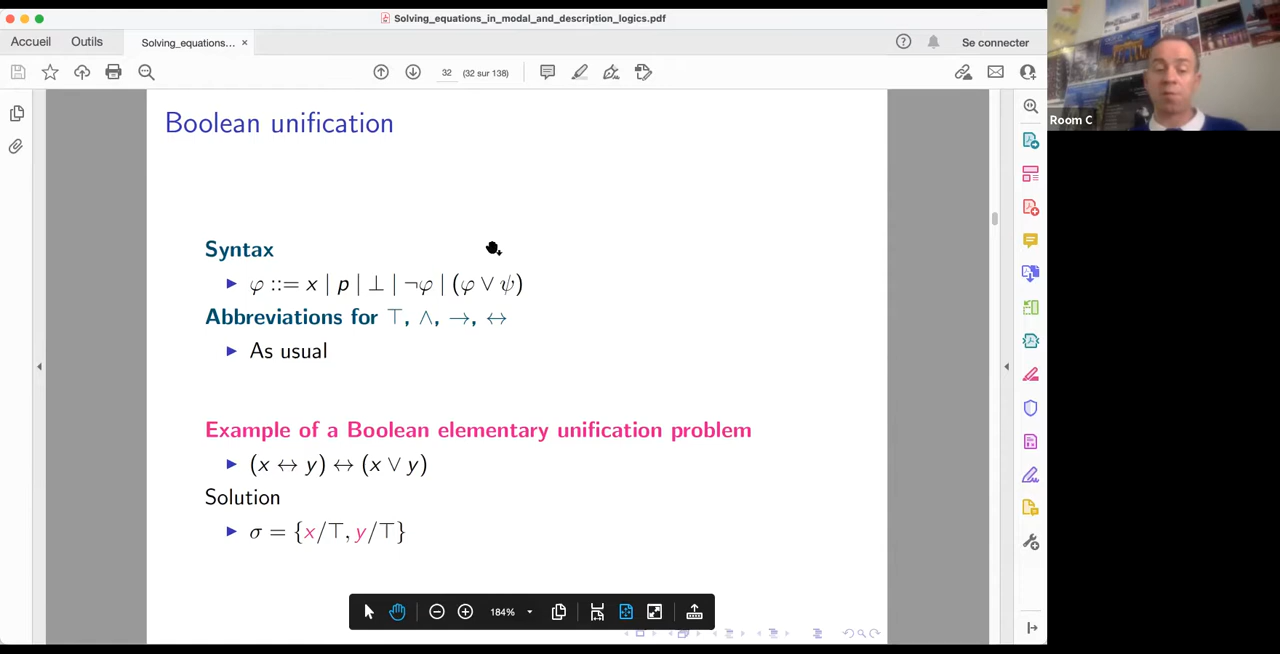 Solving_equations_in_modal_and_description_logics.pdf
Accueil Outils Solving_equations... × Se connecter
32 (32 sur 138)
Room C
Boolean unification
Syntax
φ ::= x | p | ⊥ | ¬φ | (φ ∨ ψ)
Abbreviations for ⊤, ∧, →, ↔
As usual
Example of a Boolean elementary unification problem
(x ↔ y) ↔ (x ∨ y)
Solution
σ = {x/⊤, y/⊤}
184%